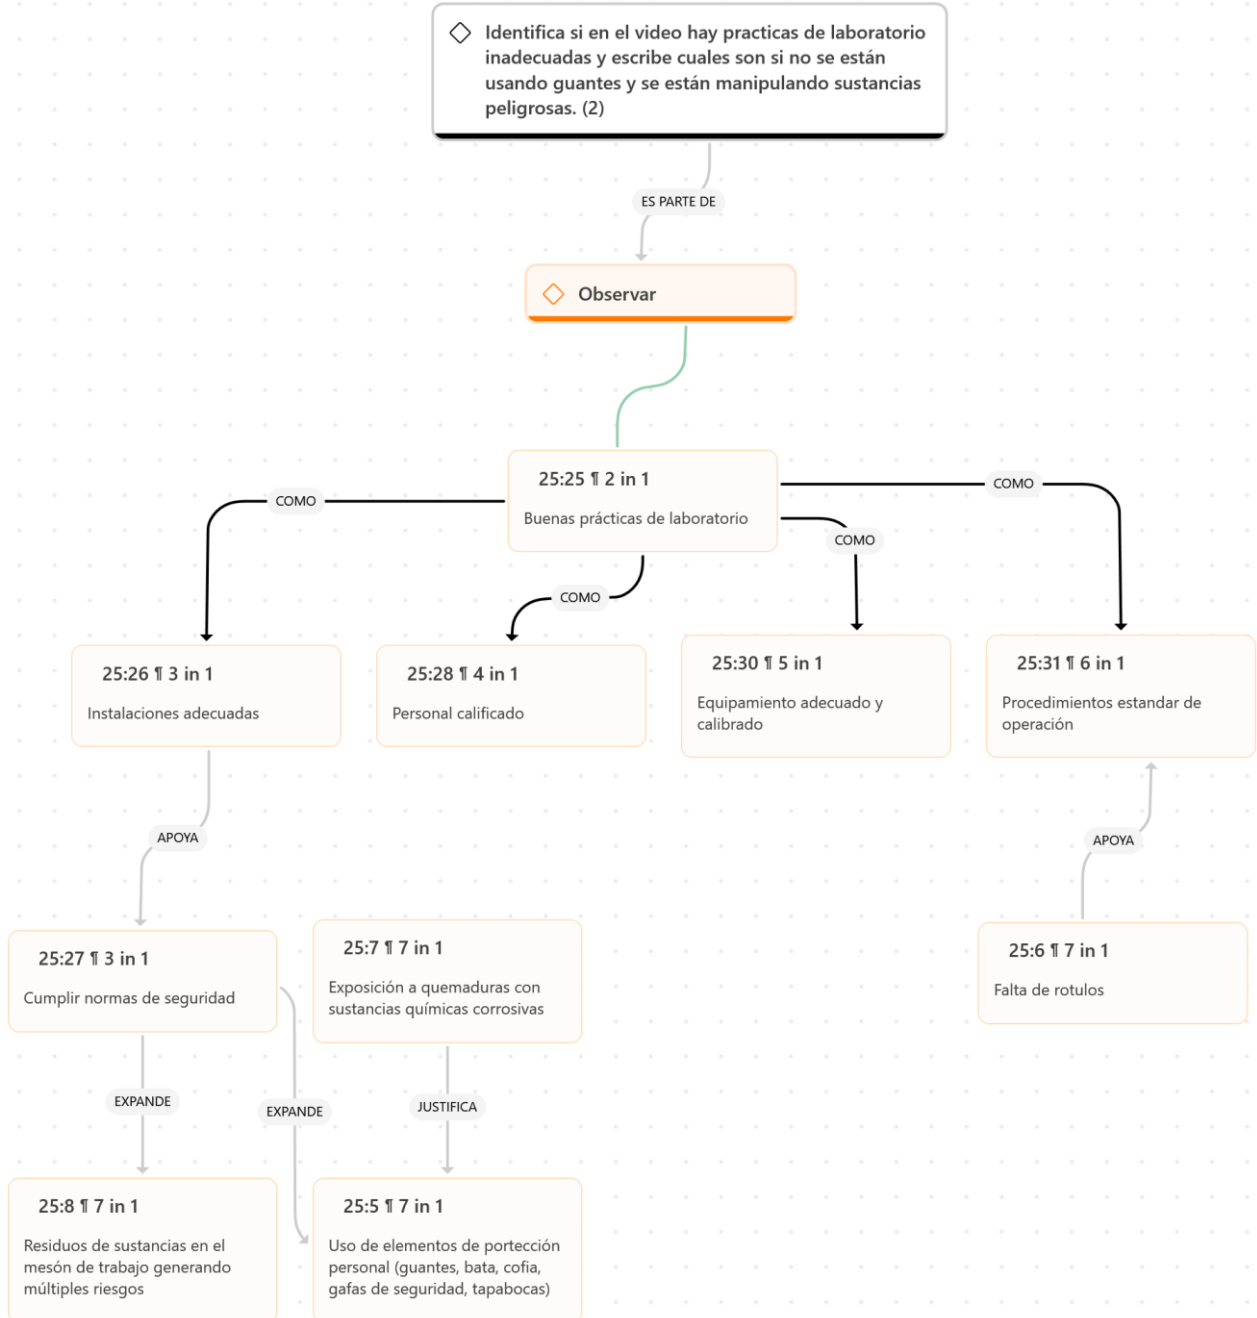 Identifica si en el video hay practicas de laboratorio
inadecuadas y escribe cuales son si no se están
usando guantes y se están manipulando sustancias
peligrosas. (2)
ES PARTE DE
Observar
25:25 ¶ 2 in 1
Buenas prácticas de laboratorio
COMO
COMO
COMO
COMO
25:26 ¶ 3 in 1
Instalaciones adecuadas
25:28 ¶ 4 in 1
Personal calificado
25:30 ¶ 5 in 1
Equipamiento adecuado y
calibrado
25:31 ¶ 6 in 1
Procedimientos estandar de
operación
APOYA
APOYA
25:27 ¶ 3 in 1
Cumplir normas de seguridad
25:7 ¶ 7 in 1
Exposición a quemaduras con
sustancias químicas corrosivas
25:6 ¶ 7 in 1
Falta de rotulos
EXPANDE
EXPANDE
JUSTIFICA
25:8 ¶ 7 in 1
Residuos de sustancias en el
mesón de trabajo generando
múltiples riesgos
25:5 ¶ 7 in 1
Uso de elementos de portección
personal (guantes, bata, cofia,
gafas de seguridad, tapabocas)